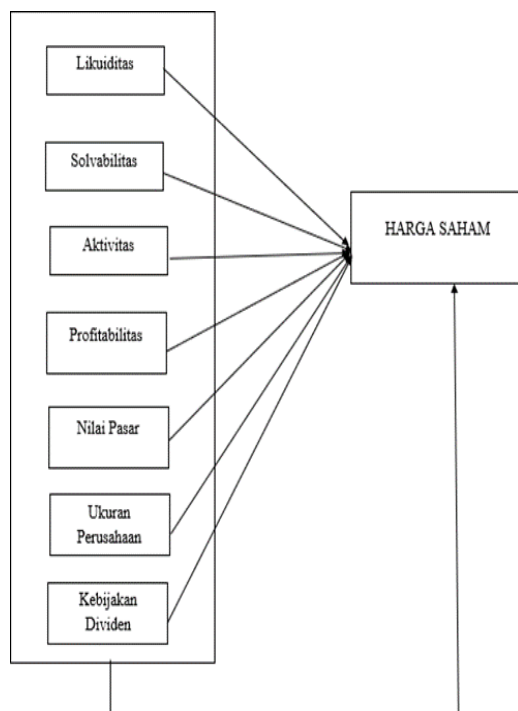 Likuiditas
Solvabilitas
Aktivitas
Profitabilitas
Nilai Pasar
Ukuran
Perusahaan
Kebijakan
Dividen
HARGA SAHAM